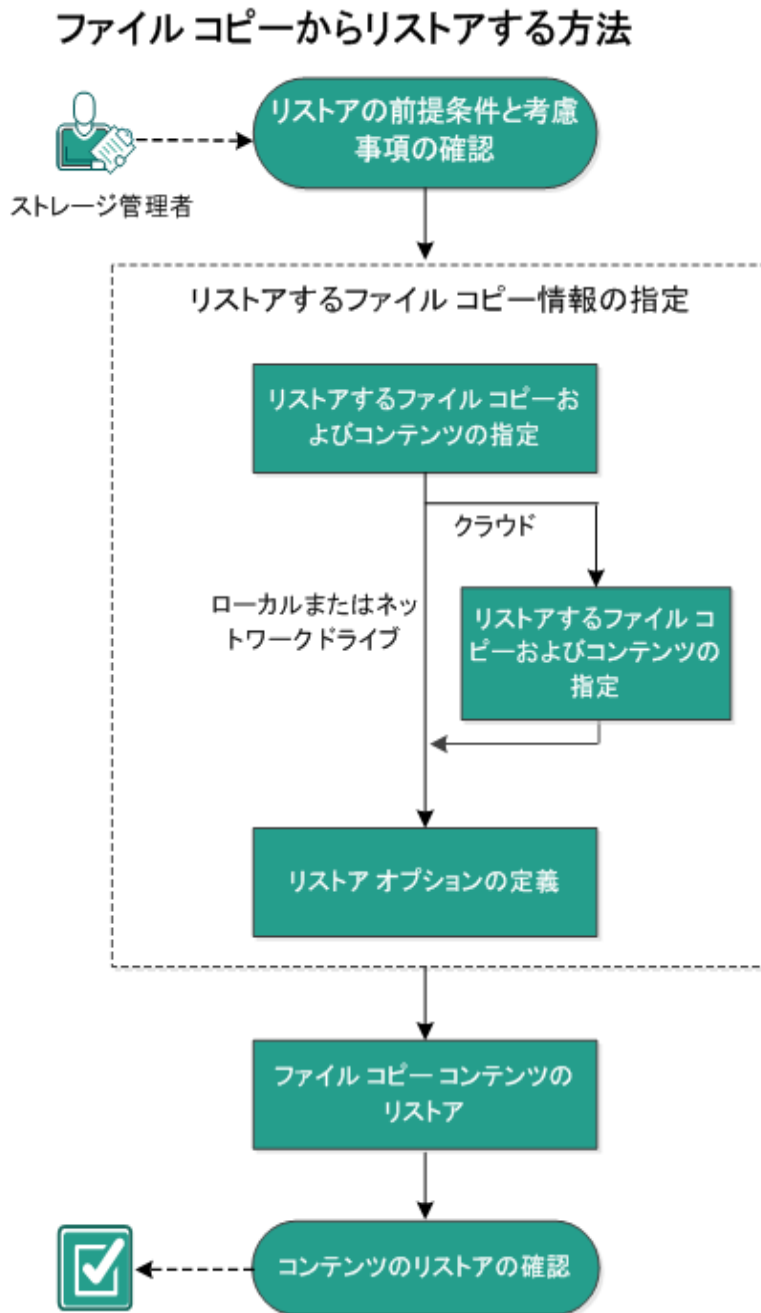 ファイル コピーからリストアする方法
リストアの前提条件と考慮
事項の確認
ストレージ管理者
リストアするファイル コピー情報の指定
リストアするファイル コピーお
よびコンテンツの指定
クラウド
ローカルまたはネッ
トワークドライブ
リストアするファイル コ
ピーおよびコンテンツの
指定
リストア オプションの定義
ファイル コピー コンテンツの
リストア
コンテンツのリストアの確認